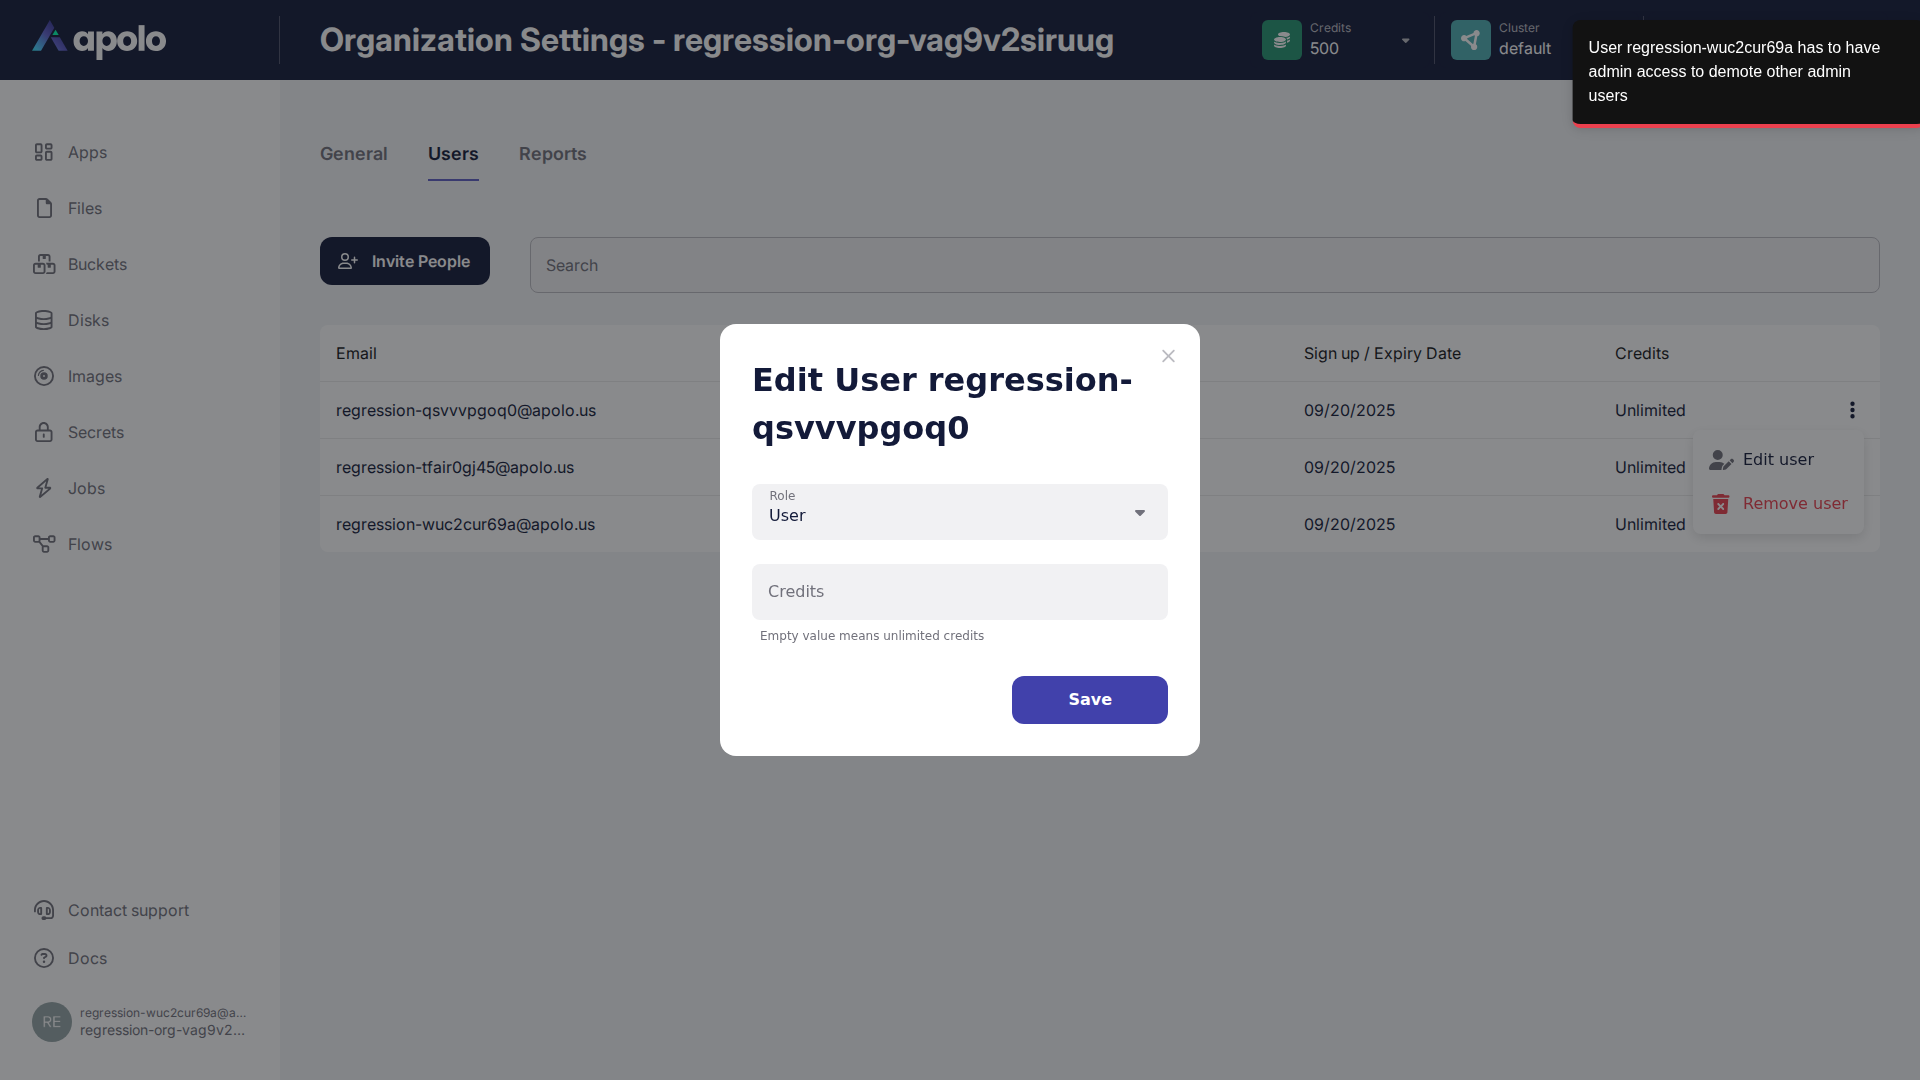 apolo
Organization Settings - regression-org-vag9v2siruug
Credits
500
Cluster
default
User regression-wuc2cur69a has to have
admin access to demote other admin
users
Apps
Files
Buckets
Disks
Images
Secrets
Jobs
Flows
Contact support
Docs
RE
regression-wuc2cur69a@a...
regression-org-vag9v2...
General Users Reports
Invite People
Search
Email Sign up / Expiry Date Credits
regression-qsvvvpgoq0@apolo.us 09/20/2025 Unlimited
regression-tfair0gj45@apolo.us 09/20/2025 Unlimited
regression-wuc2cur69a@apolo.us 09/20/2025 Unlimited
Edit user
Remove user
Edit User regression-
qsvvvpgoq0
Role
User
Credits
Empty value means unlimited credits
Save